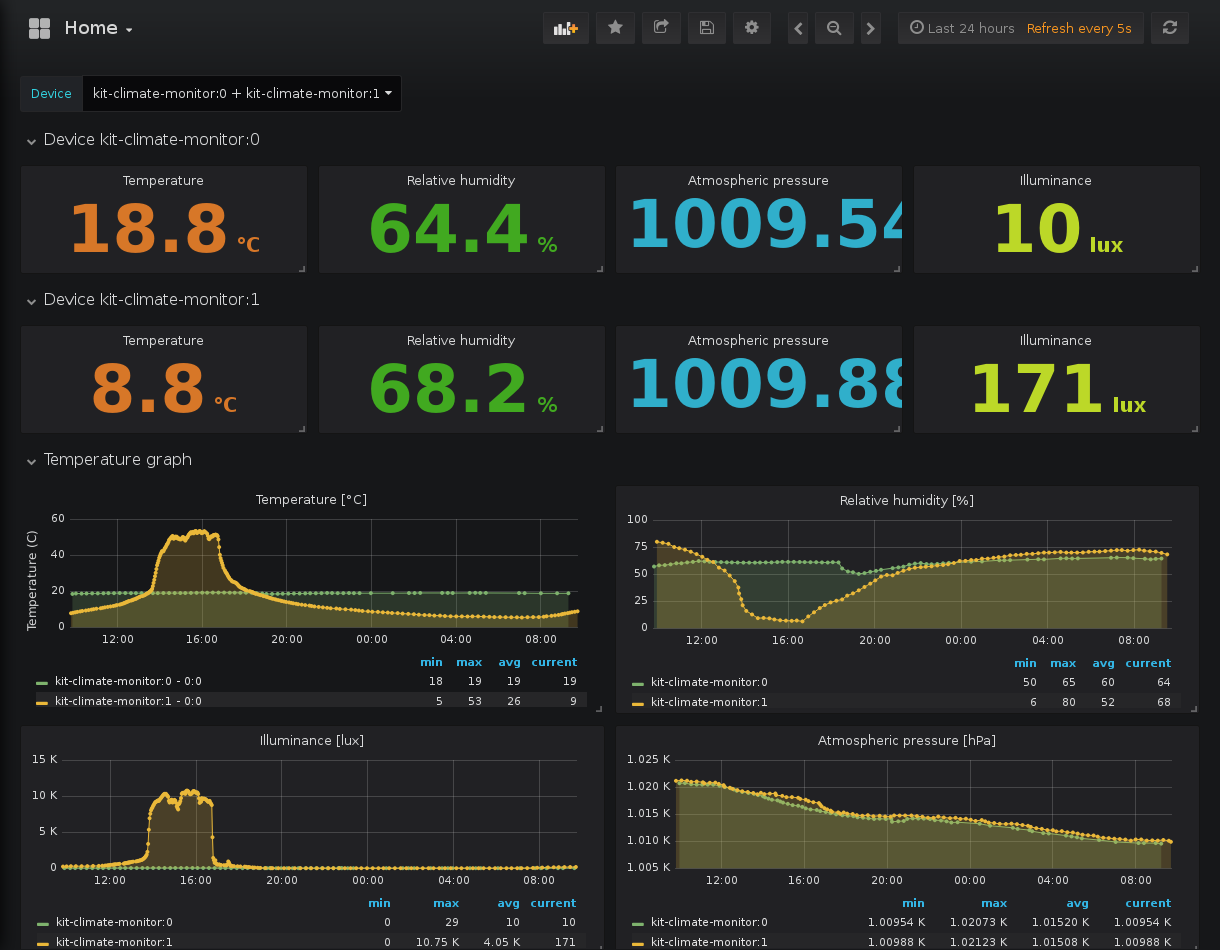 Home
Last 24 hours Refresh every 5s
Device kit-climate-monitor:0 + kit-climate-monitor:1
Device kit-climate-monitor:0
Temperature Relative humidity Atmospheric pressure Illuminance
18.8 °C 64.4 % 1009.54 10 lux
Device kit-climate-monitor:1
Temperature Relative humidity Atmospheric pressure Illuminance
8.8 °C 68.2 % 1009.88 171 lux
Temperature graph
Temperature [°C]
Temperature (C)
60
40
20
0
12:00 16:00 20:00 00:00 04:00 08:00
min max avg current
kit-climate-monitor:0 - 0:0 18 19 19 19
kit-climate-monitor:1 - 0:0 5 53 26 9
Relative humidity [%]
100
75
50
25
0
12:00 16:00 20:00 00:00 04:00 08:00
min max avg current
kit-climate-monitor:0 50 65 60 64
kit-climate-monitor:1 6 80 52 68
Illuminance [lux]
15 K
10 K
5 K
0
12:00 16:00 20:00 00:00 04:00 08:00
min max avg current
kit-climate-monitor:0 0 29 10 10
kit-climate-monitor:1 0 10.75 K 4.05 K 171
Atmospheric pressure [hPa]
1.025 K
1.020 K
1.015 K
1.010 K
1.005 K
12:00 16:00 20:00 00:00 04:00 08:00
min max avg current
kit-climate-monitor:0 1.00954 K 1.02073 K 1.01520 K 1.00954 K
kit-climate-monitor:1 1.00988 K 1.02123 K 1.01508 K 1.00988 K